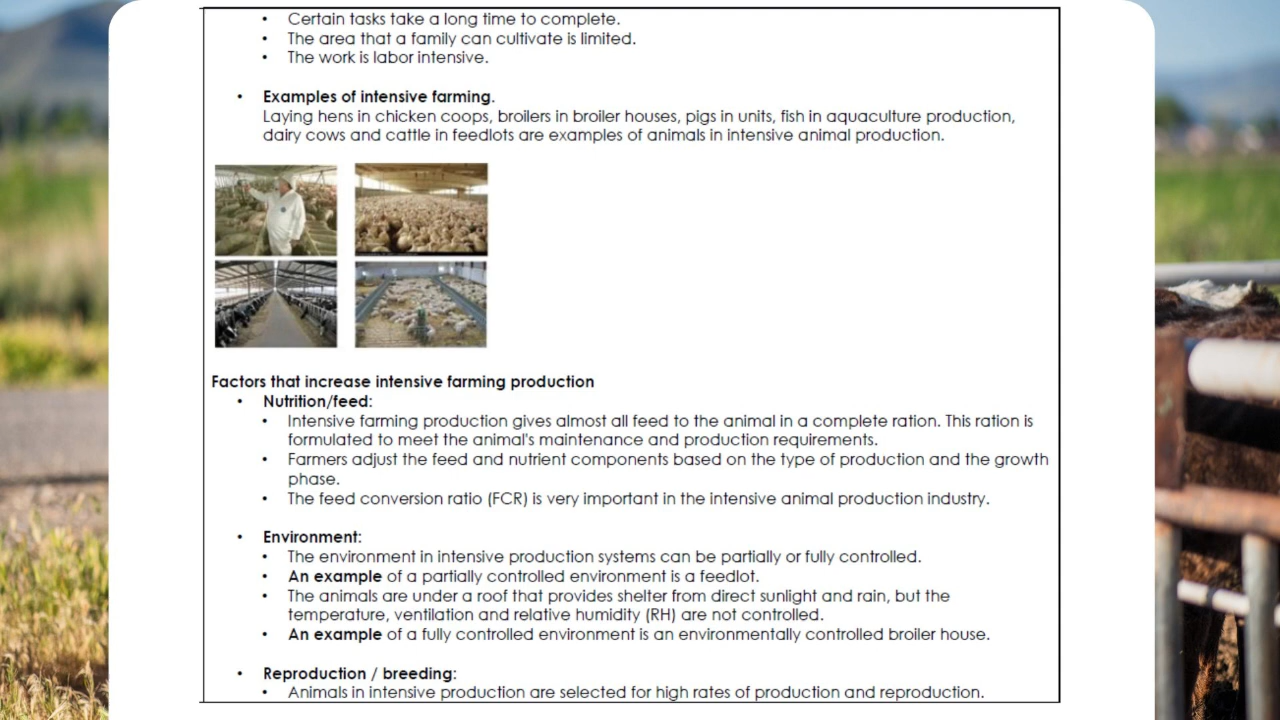 • Certain tasks take a long time to complete.
• The area that a family can cultivate is limited.
• The work is labor intensive.
• Examples of intensive farming.
Laying hens in chicken coops, broilers in broiler houses, pigs in units, fish in aquaculture production,
dairy cows and cattle in feedlots are examples of animals in intensive animal production.
Factors that increase intensive farming production
• Nutrition/feed:
• Intensive farming production gives almost all feed to the animal in a complete ration. This ration is
formulated to meet the animal's maintenance and production requirements.
• Farmers adjust the feed and nutrient components based on the type of production and the growth
phase.
• The feed conversion ratio (FCR) is very important in the intensive animal production industry.
• Environment:
• The environment in intensive production systems can be partially or fully controlled.
• An example of a partially controlled environment is a feedlot.
• The animals are under a roof that provides shelter from direct sunlight and rain, but the
temperature, ventilation and relative humidity (RH) are not controlled.
• An example of a fully controlled environment is an environmentally controlled broiler house.
• Reproduction / breeding:
• Animals in intensive production are selected for high rates of production and reproduction.